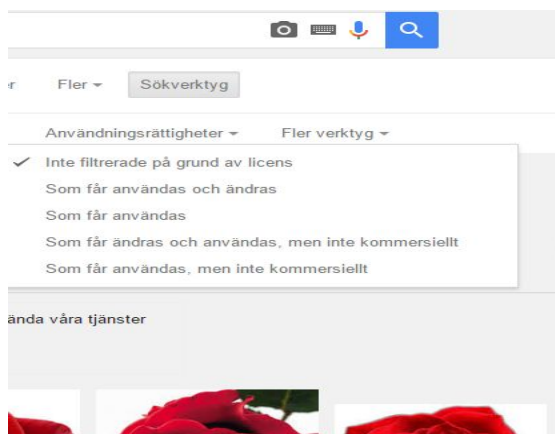 Fler
Sökverktyg
Användningsrättigheter
Fler verktyg
Inte filtrerade på grund av licens
Som får användas och ändras
Som får användas
Som får ändras och användas, men inte kommersiellt
Som får användas, men inte kommersiellt
ända våra tjänster